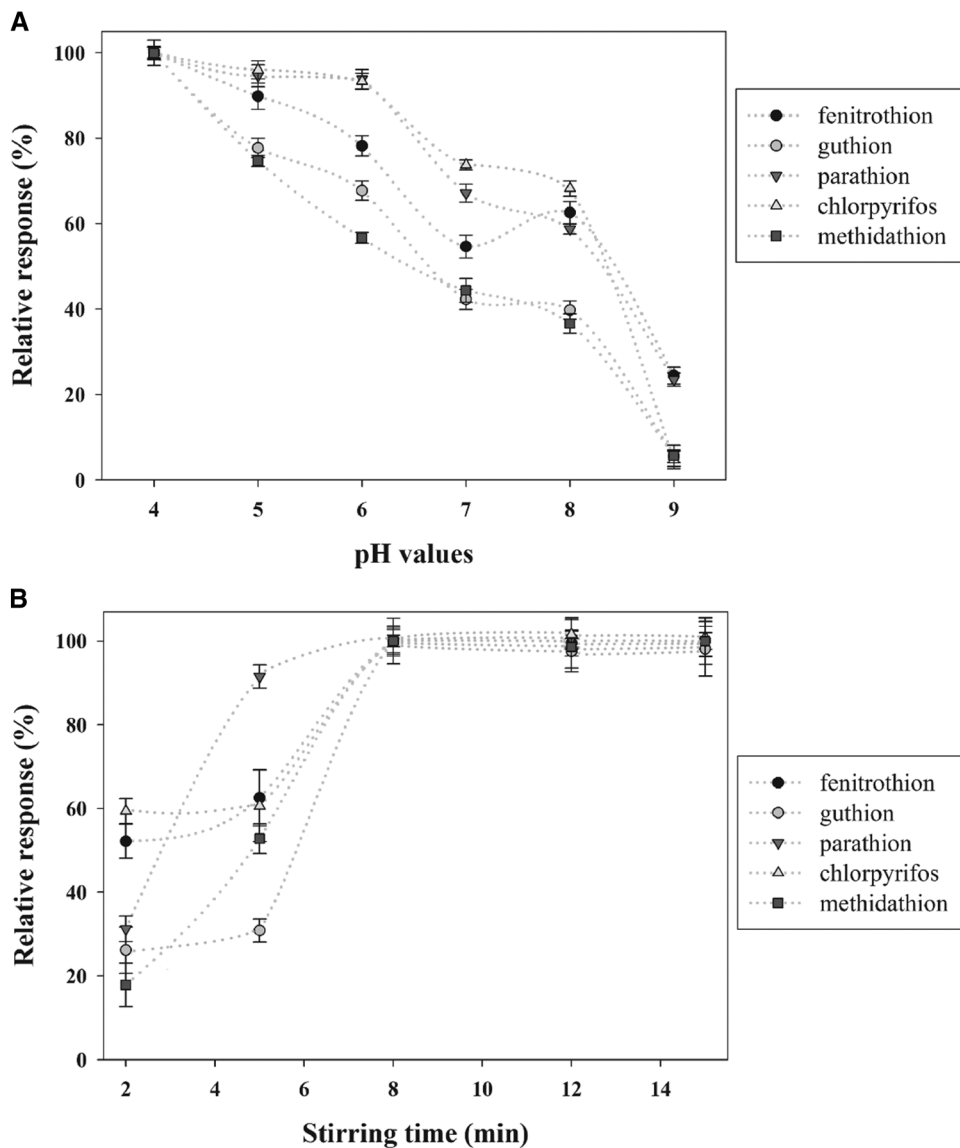 A
100
80
60
40
20
0
Relative response (%)
4 5 6 7 8 9
pH values
fenitrothion
guthion
parathion
chlorpyrifos
methidathion
B
100
80
60
40
20
0
Relative response (%)
2 4 6 8 10 12 14
Stirring time (min)
fenitrothion
guthion
parathion
chlorpyrifos
methidathion